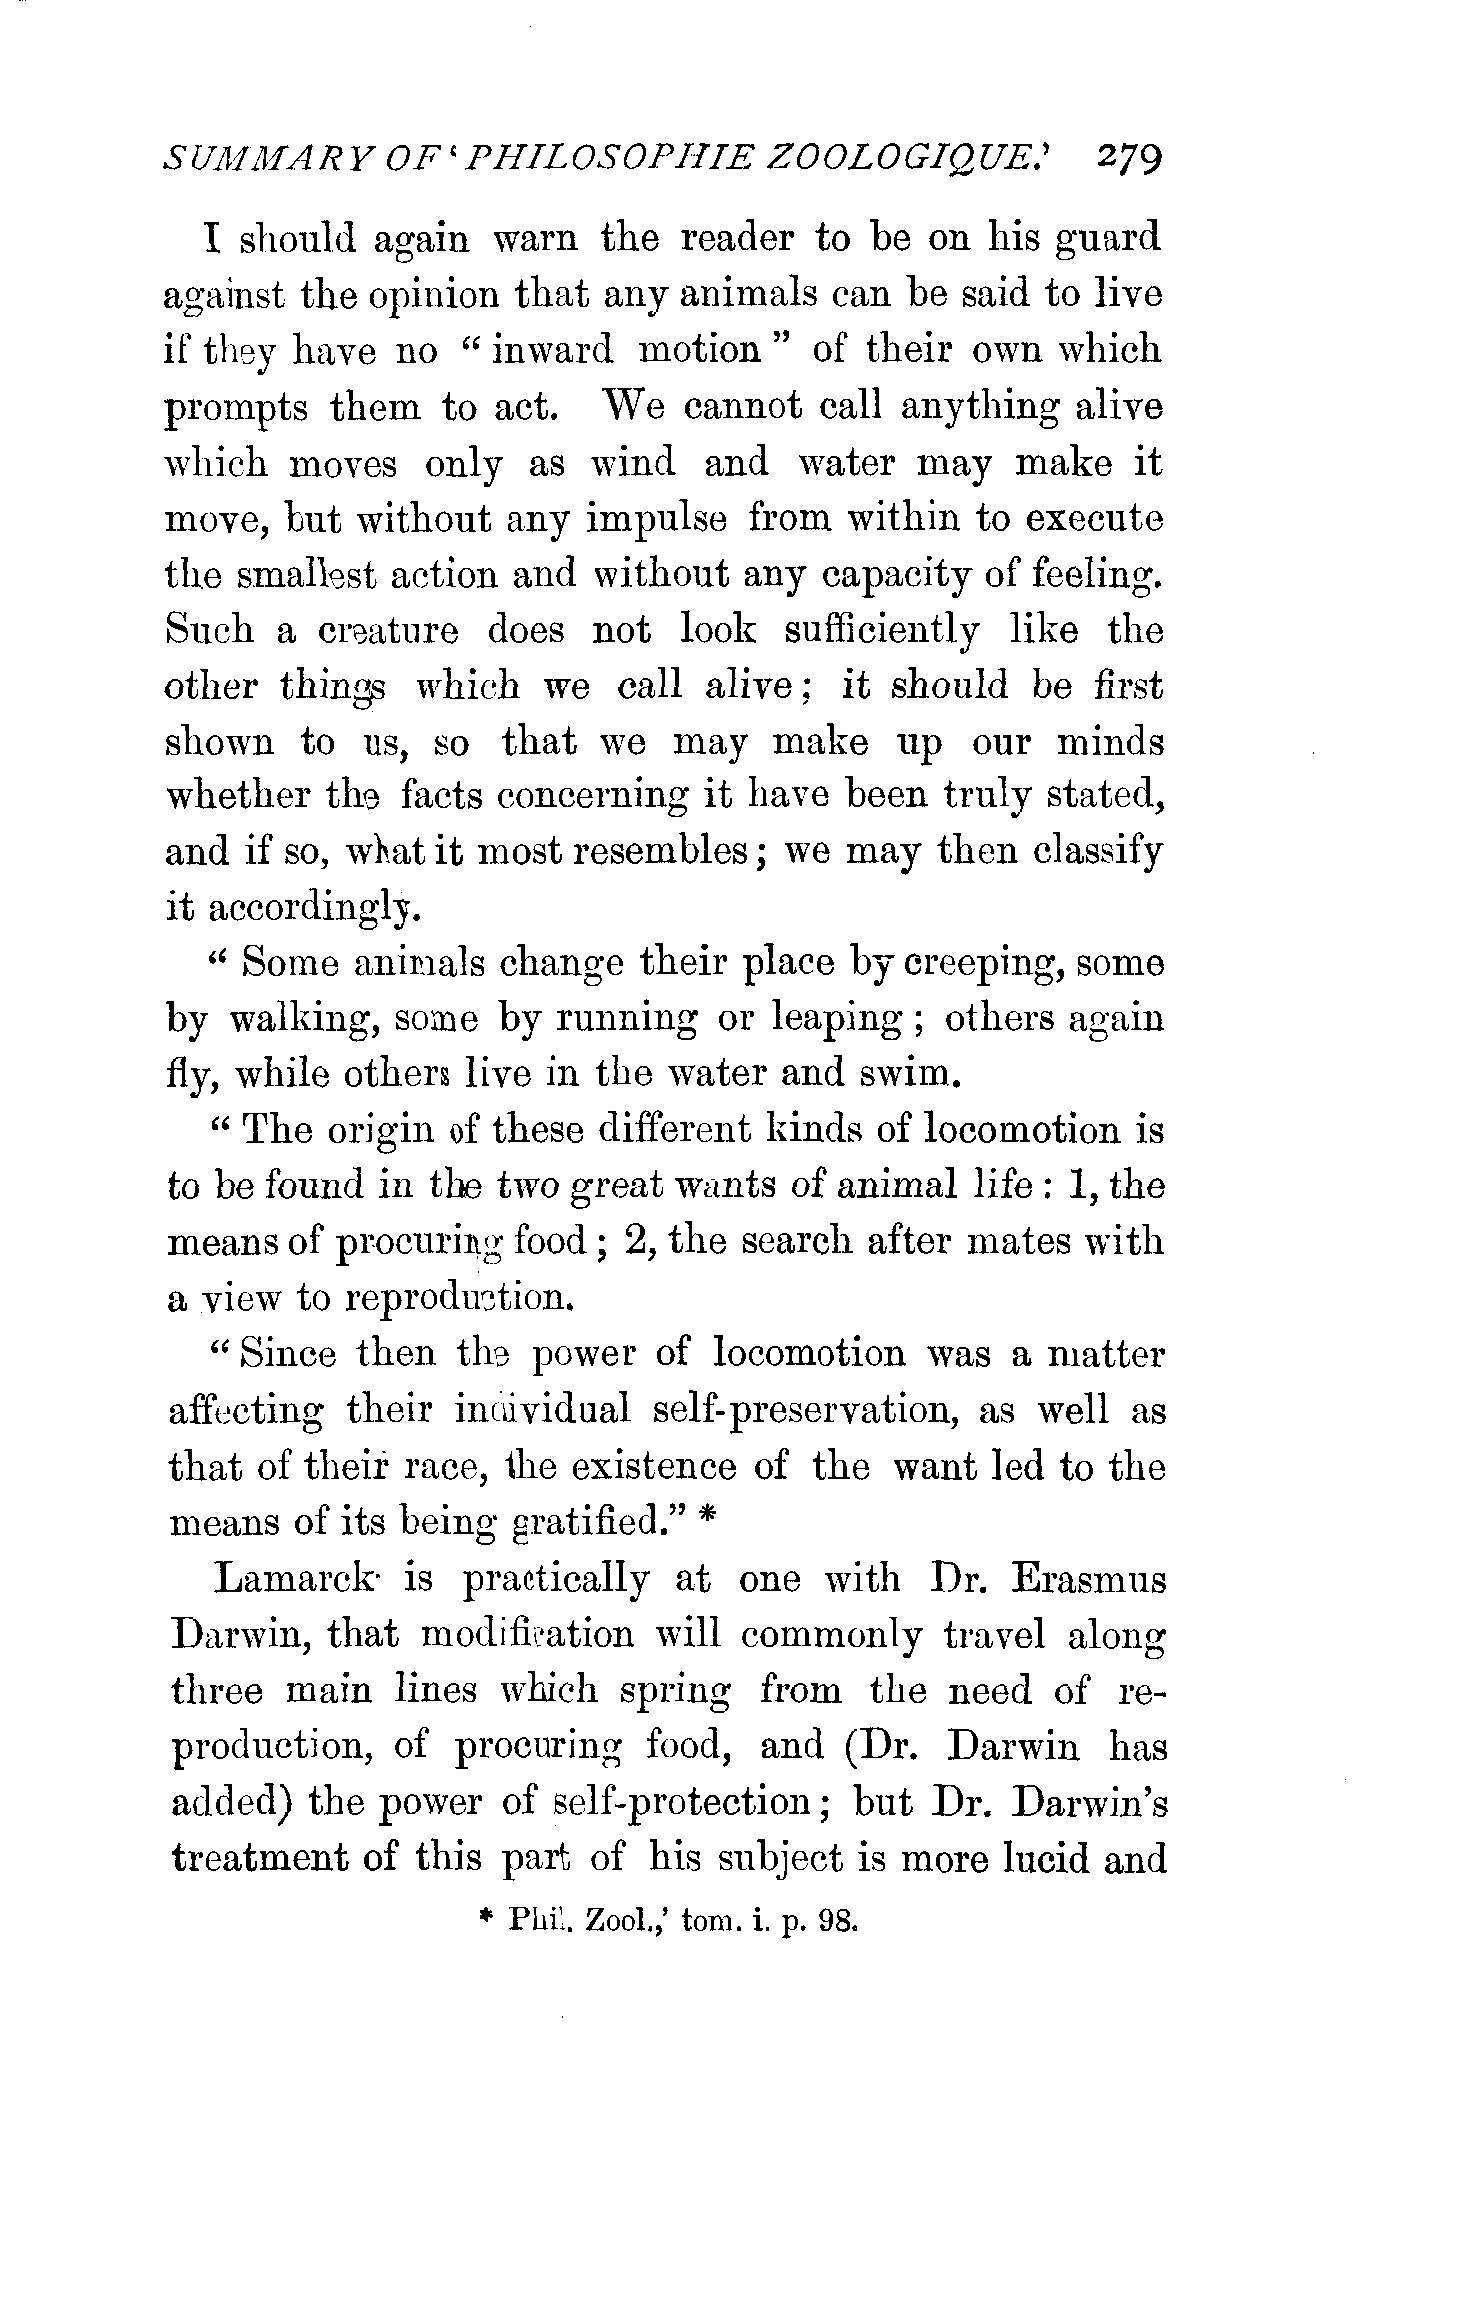 SUMMARY OF 'PHILOSOPHIE ZOOLOGIQUE.' 279
I should again warn the reader to be on his guard
against the opinion that any animals can be said to live
if they have no " inward motion " of their own which
prompts them to act. We cannot call anything alive
which moves only as wind and water may make it
move, but without any impulse from within to execute
the smallest action and without any capacity of feeling.
Such a creature does not look sufficiently like the
other things which we call alive; it should be first
shown to us, so that we may make up our minds
whether the facts concerning it have been truly stated,
and if so, what it most resembles; we may then classify
it accordingly.
" Some animals change their place by creeping, some
by walking, some by running or leaping; others again
fly, while others live in the water and swim.
" The origin of these different kinds of locomotion is
to be found in the two great wants of animal life: 1, the
means of procuring food; 2, the search after mates with
a view to reproduction.
" Since then the power of locomotion was a matter
affecting their individual self-preservation, as well as
that of their race, the existence of the want led to the
means of its being gratified." *
Lamarck is practically at one with Dr. Erasmus
Darwin, that modification will commonly travel along
three main lines which spring from the need of re-
production, of procuring food, and (Dr. Darwin has
added) the power of self-protection; but Dr. Darwin's
treatment of this part of his subject is more lucid and
* Phil. Zool.,' tom. i. p. 98.